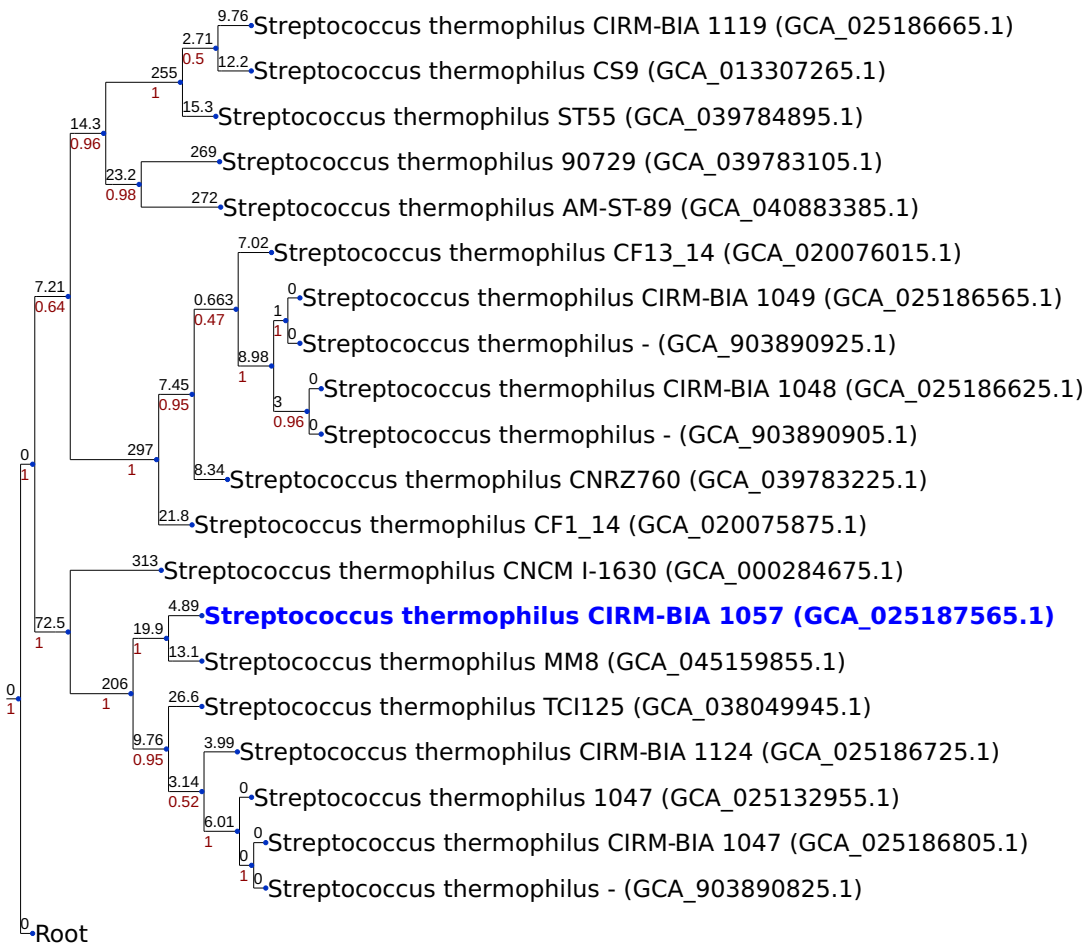 9.76
Streptococcus thermophilus CIRM-BIA 1119 (GCA_025186665.1)
2.71
0.5
12.2
Streptococcus thermophilus CS9 (GCA_013307265.1)
255
1
15.3
Streptococcus thermophilus ST55 (GCA_039784895.1)
14.3
0.96
269
Streptococcus thermophilus 90729 (GCA_039783105.1)
23.2
0.98
272
Streptococcus thermophilus AM-ST-89 (GCA_040883385.1)
7.02
Streptococcus thermophilus CF13_14 (GCA_020076015.1)
7.21
0.64
0
Streptococcus thermophilus CIRM-BIA 1049 (GCA_025186565.1)
0.663
0.47
1
1
0
Streptococcus thermophilus - (GCA_903890925.1)
8.98
1
0
Streptococcus thermophilus CIRM-BIA 1048 (GCA_025186625.1)
7.45
0.95
3
0.96
0
Streptococcus thermophilus - (GCA_903890905.1)
297
1
8.34
Streptococcus thermophilus CNRZ760 (GCA_039783225.1)
0
1
21.8
Streptococcus thermophilus CF1_14 (GCA_020075875.1)
313
Streptococcus thermophilus CNCM I-1630 (GCA_000284675.1)
4.89
Streptococcus thermophilus CIRM-BIA 1057 (GCA_025187565.1)
72.5
1
19.9
1
13.1
Streptococcus thermophilus MM8 (GCA_045159855.1)
206
1
26.6
Streptococcus thermophilus TCI125 (GCA_038049945.1)
0
1
9.76
0.95
3.99
Streptococcus thermophilus CIRM-BIA 1124 (GCA_025186725.1)
3.14
0.52
0
Streptococcus thermophilus 1047 (GCA_025132955.1)
6.01
1
0
Streptococcus thermophilus CIRM-BIA 1047 (GCA_025186805.1)
0
1
0
Streptococcus thermophilus - (GCA_903890825.1)
0
Root